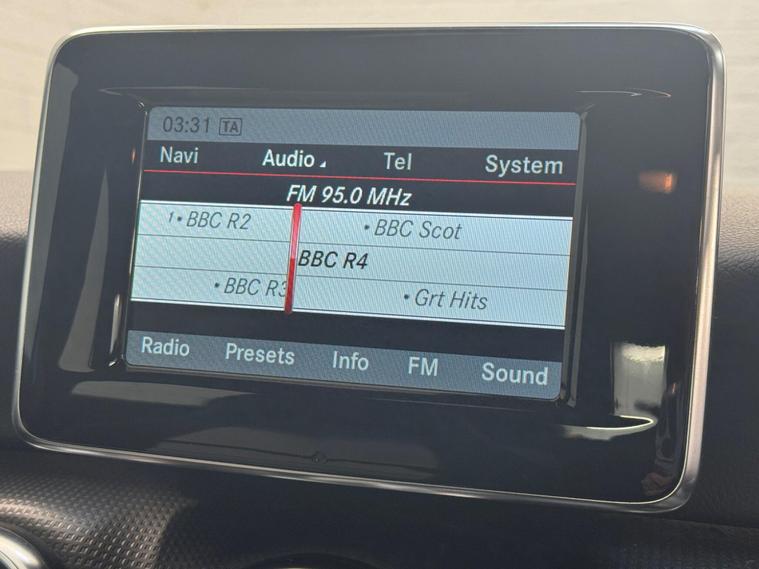 03:31 TA
Navi Audio Tel System
FM 95.0 MHz
1 • BBC R2 • BBC Scot
BBC R4
• BBC R3 • Grt Hits
Radio Presets Info FM Sound